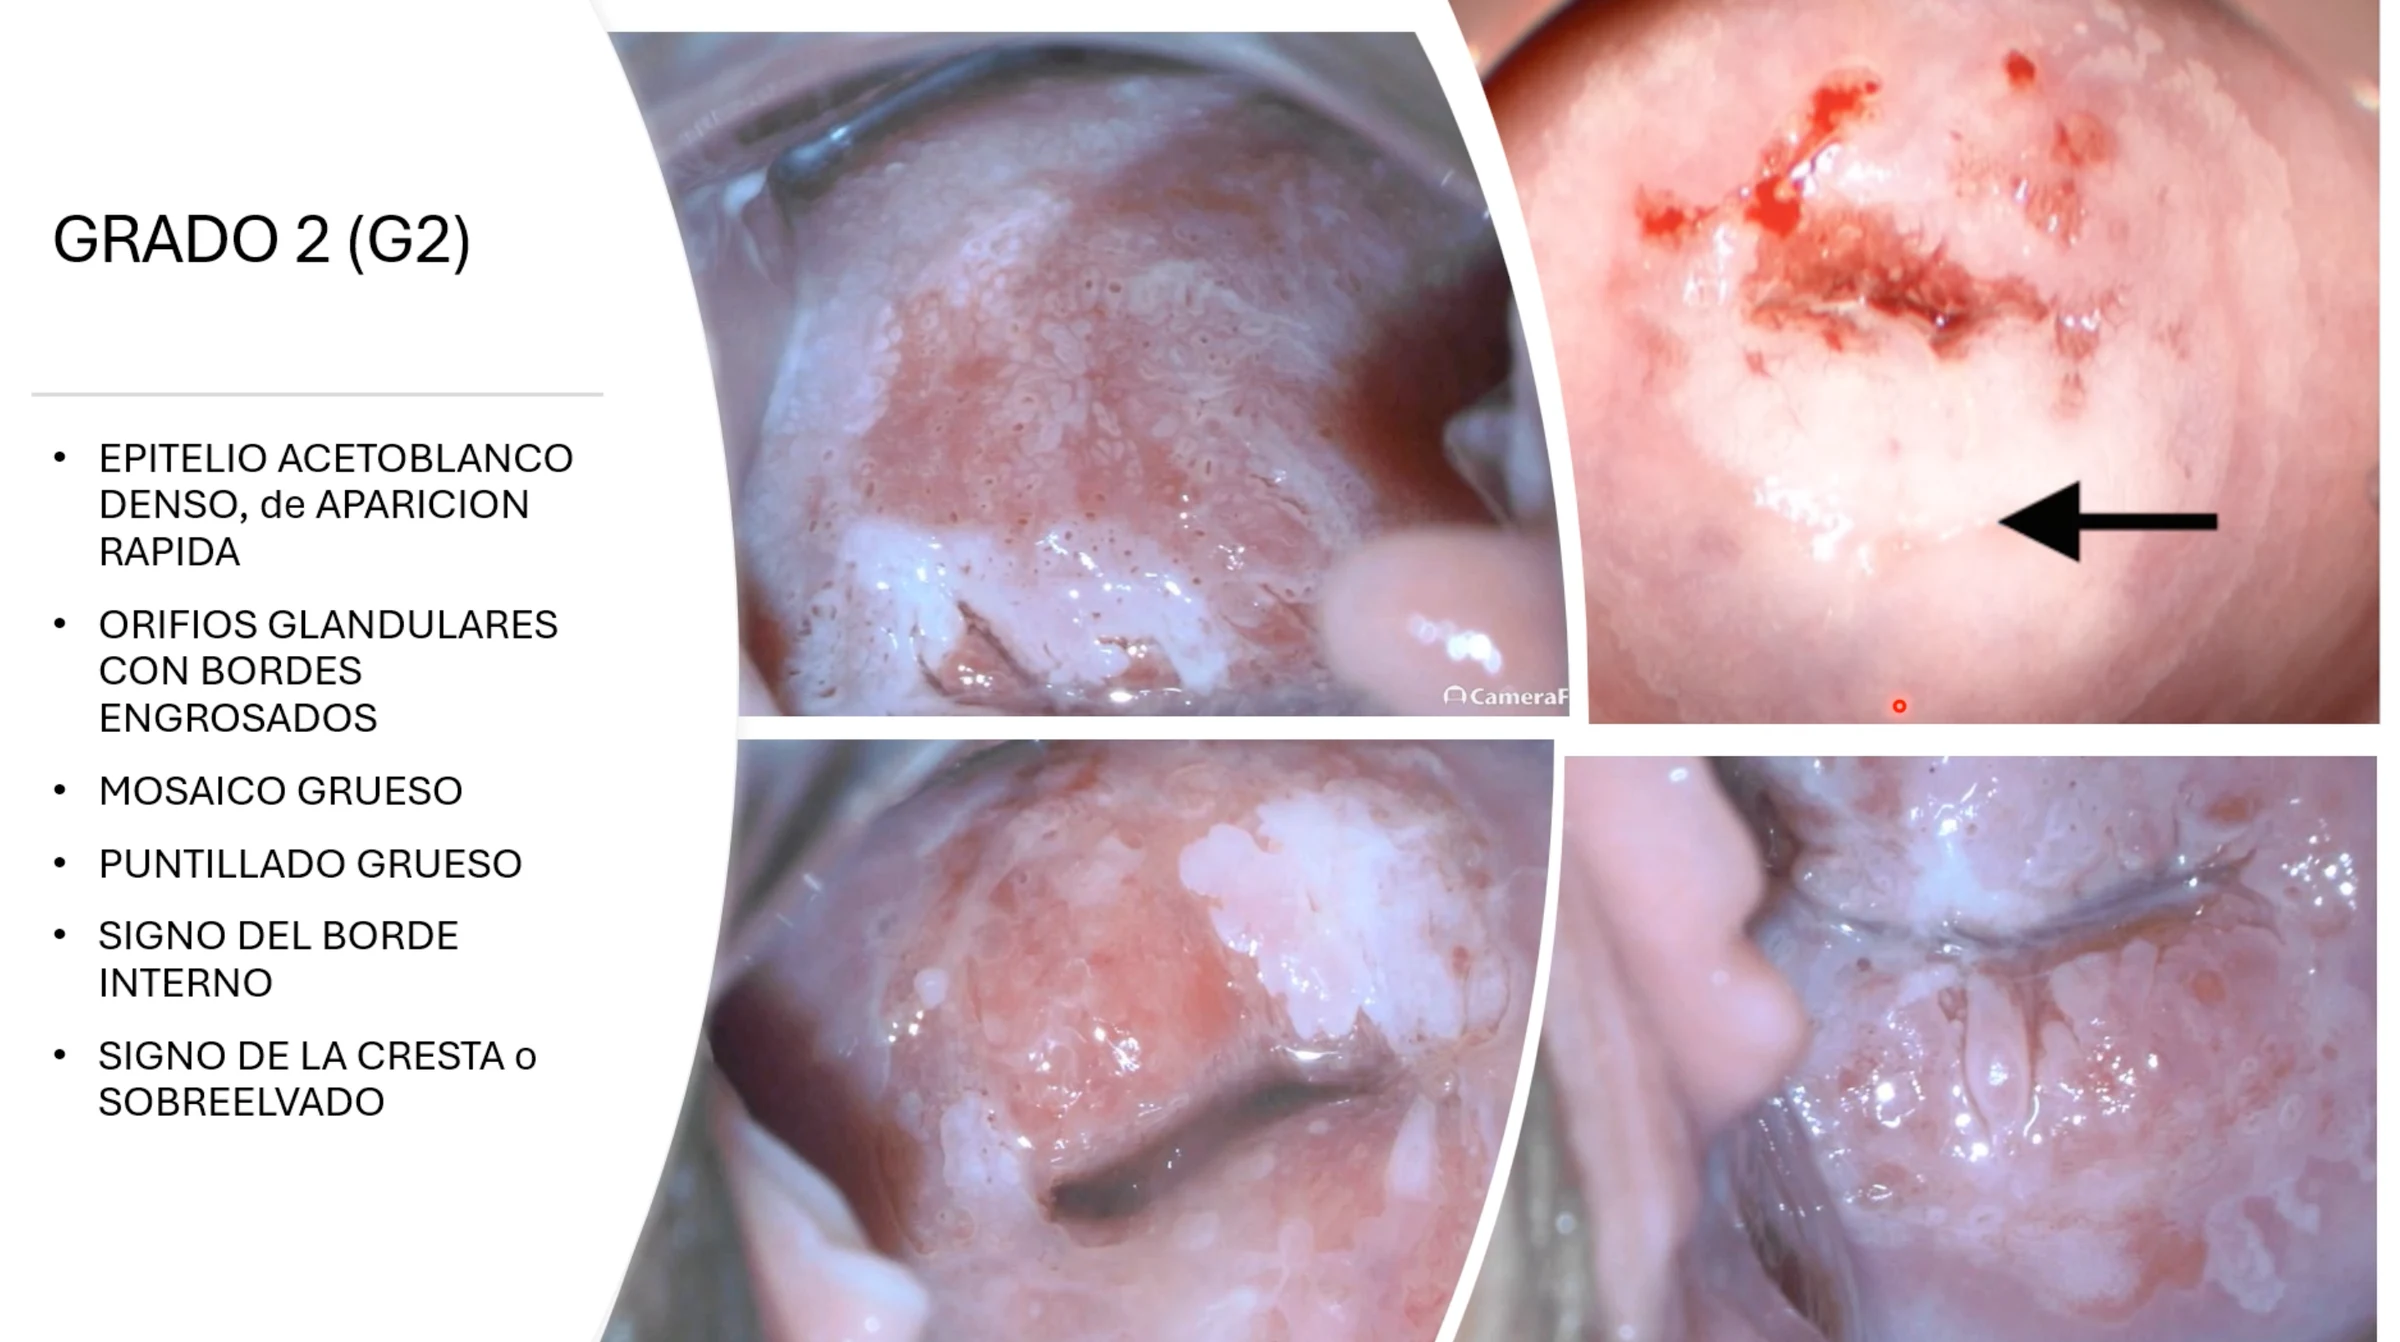 GRADO 2 (G2)
• EPITELIO ACETOBLANCO
DENSO, de APARICION
RAPIDA
• ORIFIOS GLANDULARES
CON BORDES
ENGROSADOS
• MOSAICO GRUESO
• PUNTILLADO GRUESO
• SIGNO DEL BORDE
INTERNO
• SIGNO DE LA CRESTA o
SOBREELVADO
CameraF